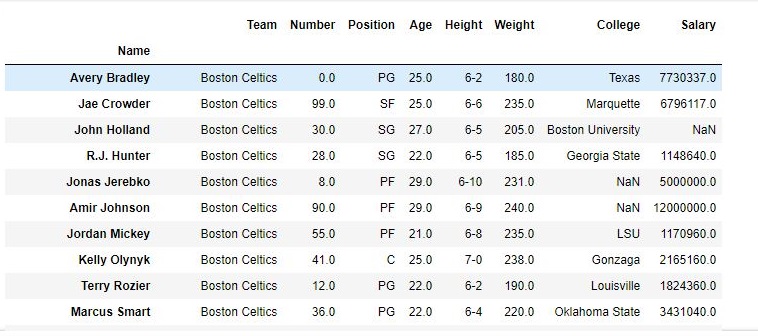 Team Number Position Age Height Weight College Salary
Name
Avery Bradley Boston Celtics 0.0 PG 25.0 6-2 180.0 Texas 7730337.0
Jae Crowder Boston Celtics 99.0 SF 25.0 6-6 235.0 Marquette 6796117.0
John Holland Boston Celtics 30.0 SG 27.0 6-5 205.0 Boston University NaN
R.J. Hunter Boston Celtics 28.0 SG 22.0 6-5 185.0 Georgia State 1148640.0
Jonas Jerebko Boston Celtics 8.0 PF 29.0 6-10 231.0 NaN 5000000.0
Amir Johnson Boston Celtics 90.0 PF 29.0 6-9 240.0 NaN 12000000.0
Jordan Mickey Boston Celtics 55.0 PF 21.0 6-8 235.0 LSU 1170960.0
Kelly Olynyk Boston Celtics 41.0 C 25.0 7-0 238.0 Gonzaga 2165160.0
Terry Rozier Boston Celtics 12.0 PG 22.0 6-2 190.0 Louisville 1824360.0
Marcus Smart Boston Celtics 36.0 PG 22.0 6-4 220.0 Oklahoma State 3431040.0